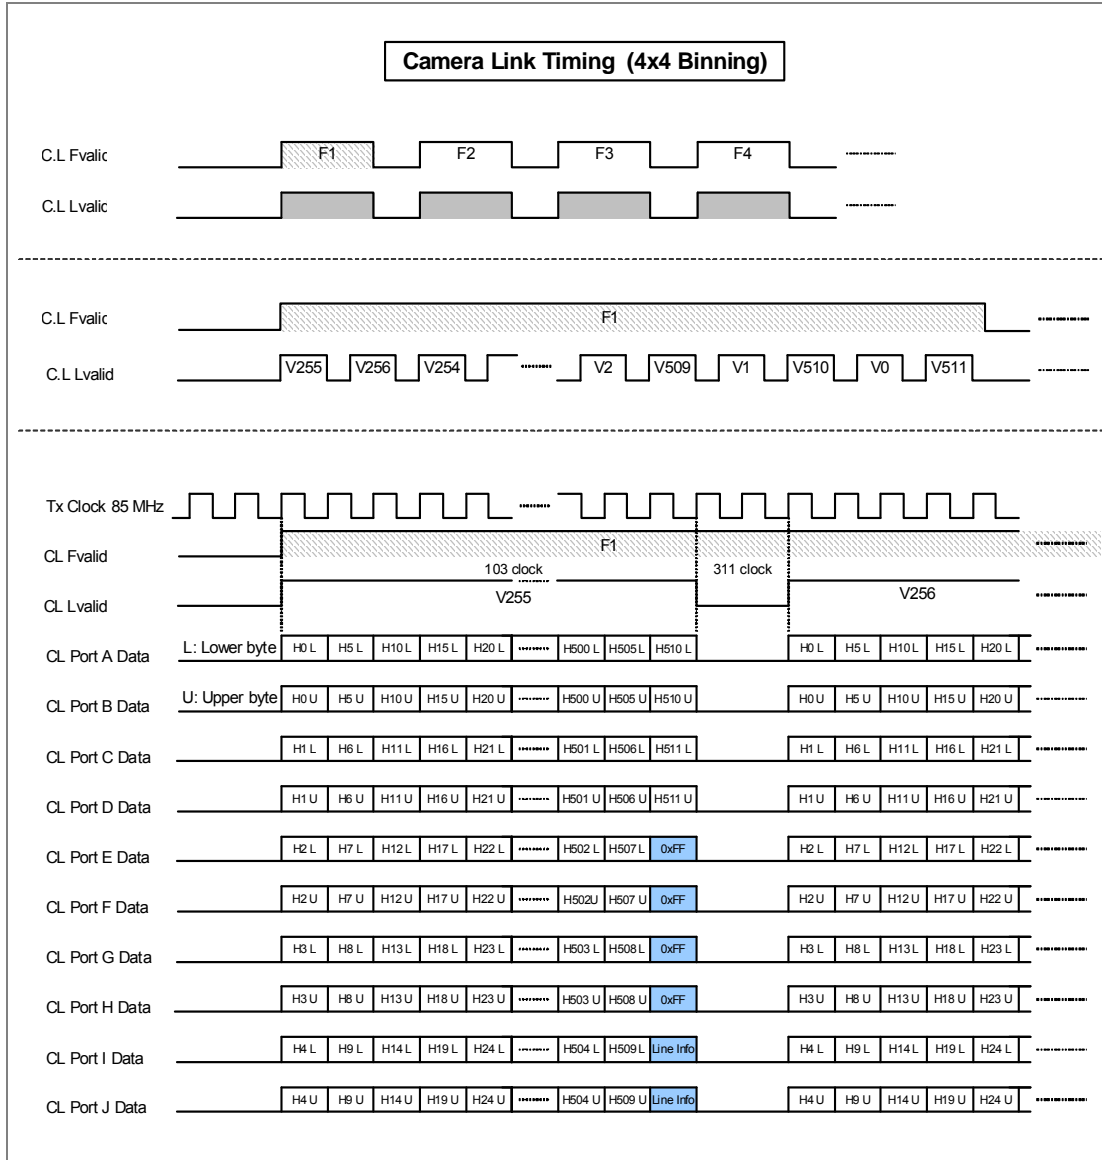 Camera Link Timing (4x4 Binning)
C.L Fvalid F1 F2 F3 F4
C.L Lvalid
C.L Fvalid F1
C.L Lvalid V255 V256 V254 V2 V509 V1 V510 V0 V511
Tx Clock 85 MHz
CL Fvalid F1
103 clock 311 clock
CL Lvalid V255 V256
CL Port A Data L: Lower byte H0 L H5 L H10 L H15 L H20 L H500 L H505 L H510 L H0 L H5 L H10 L H15 L H20 L
CL Port B Data U: Upper byte H0 U H5 U H10 U H15 U H20 U H500 U H505 U H510 U H0 U H5 U H10 U H15 U H20 U
CL Port C Data H1 L H6 L H11 L H16 L H21 L H501 L H506 L H511 L H1 L H6 L H11 L H16 L H21 L
CL Port D Data H1 U H6 U H11 U H16 U H21 U H501 U H506 U H511 U H1 U H6 U H11 U H16 U H21 U
CL Port E Data H2 L H7 L H12 L H17 L H22 L H502 L H507 L 0xFF H2 L H7 L H12 L H17 L H22 L
CL Port F Data H2 U H7 U H12 U H17 U H22 U H502U H507 U 0xFF H2 U H7 U H12 U H17 U H22 U
CL Port G Data H3 L H8 L H13 L H18 L H23 L H503 L H508 L 0xFF H3 L H8 L H13 L H18 L H23 L
CL Port H Data H3 U H8 U H13 U H18 U H23 U H503 U H508 U 0xFF H3 U H8 U H13 U H18 U H23 U
CL Port I Data H4 L H9 L H14 L H19 L H24 L H504 L H509 L Line Info H4 L H9 L H14 L H19 L H24 L
CL Port J Data H4 U H9 U H14 U H19 U H24 U H504 U H509 U Line Info H4 U H9 U H14 U H19 U H24 U